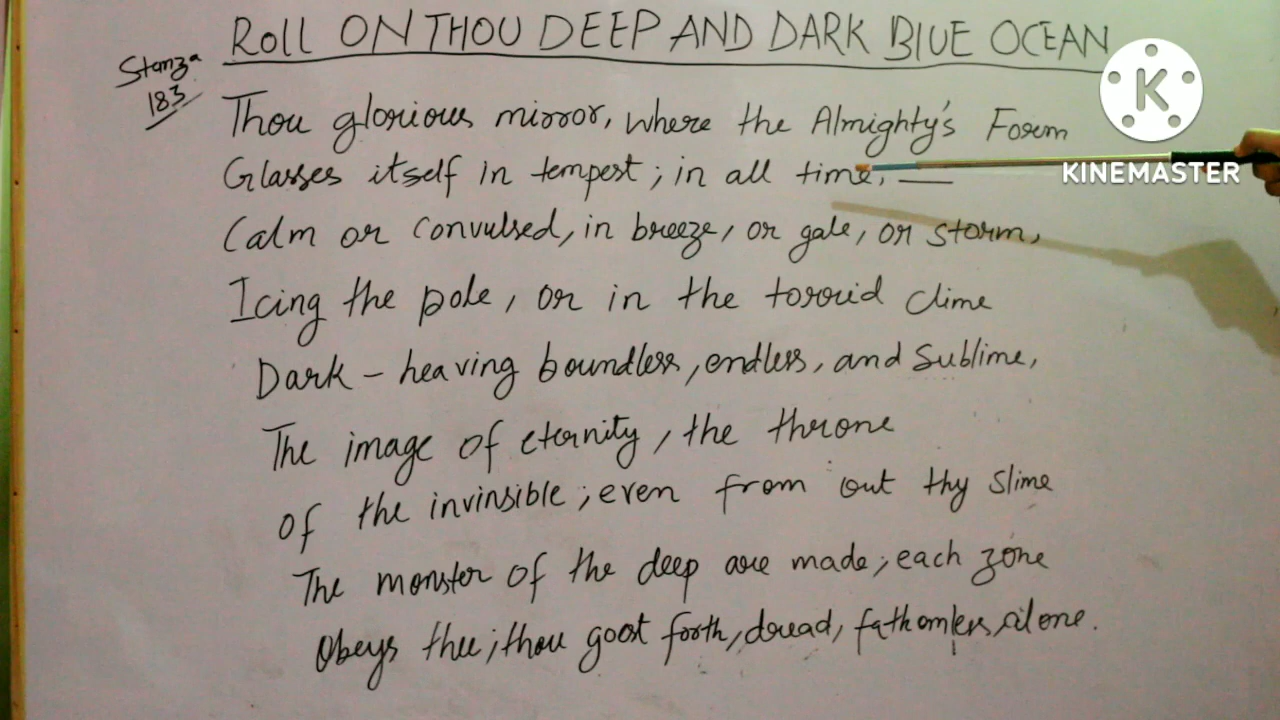 Roll ON THOU DEEP AND DARK BLUE OCEAN
Stanza
183
Thou glorious mirror, where the Almighty's Form
Glasses itself in tempest; in all time, —
Calm or convulsed, in breeze, or gale, or storm,
Icing the pole, or in the torrid clime
Dark - heaving boundless, endless, and sublime,
The image of eternity, the throne
of the invinsible; even from out thy slime
The monster of the deep are made; each zone
Obeys thee; thou goest forth, dread, fathomless, alone.
K
KINEMASTER